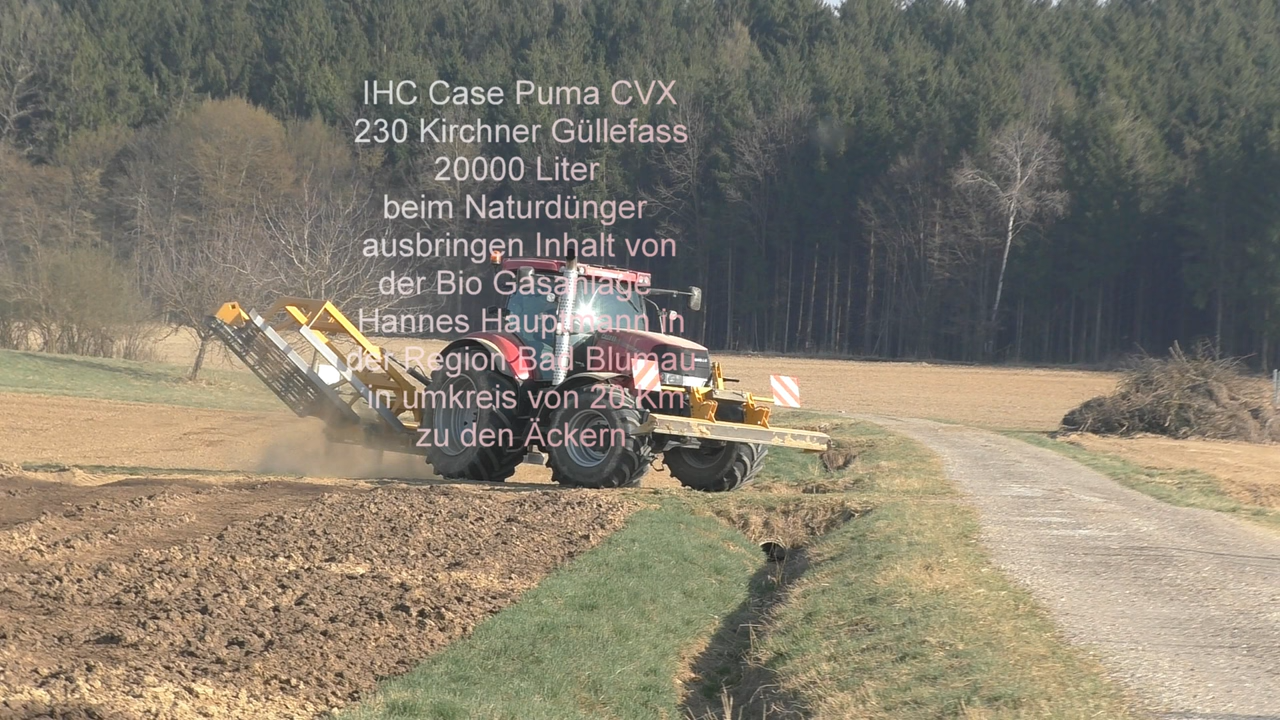 IHC Case Puma CVX
230 Kirchner Güllefass
20000 Liter
beim Naturdünger
ausbringen Inhalt von
der Bio Gasanlage
Hannes Hauptmann in
der Region Bad Blumau
in umkreis von 20 Km
zu den Äckern